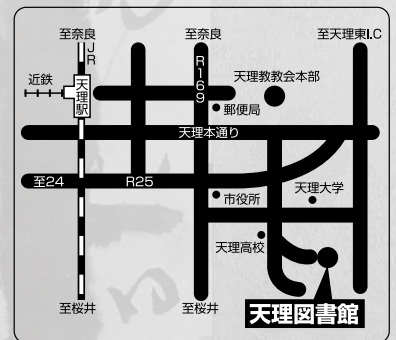 至奈良
至奈良
至天理東I.C
JR
近鉄
天理駅
R169
天理教教会本部
郵便局
天理本通り
至24
R25
市役所
天理大学
天理高校
天理図書館
至桜井
至桜井